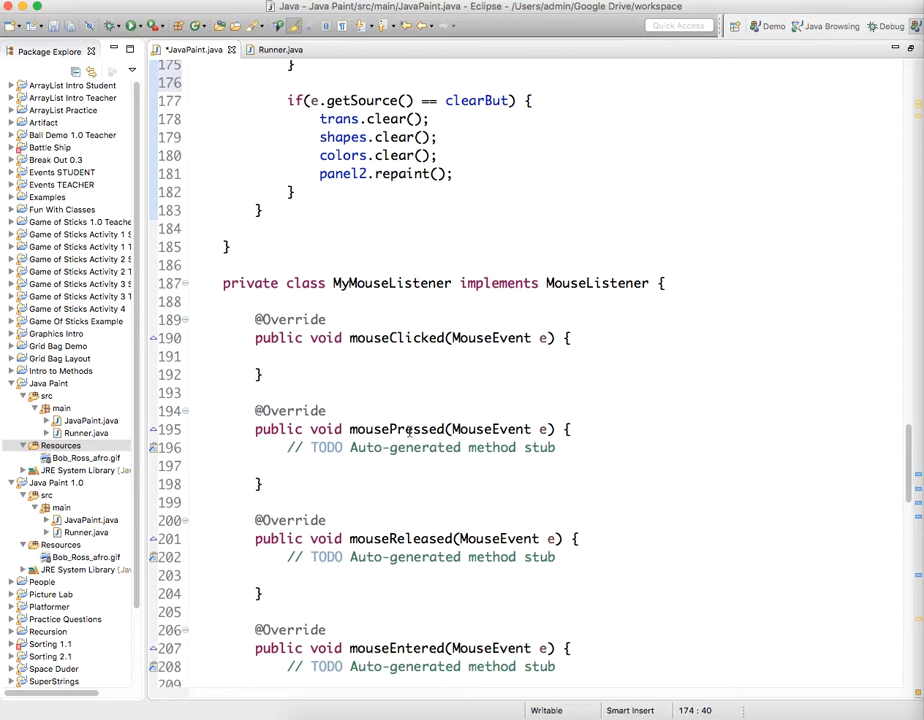 Java - Java Paint/src/main/JavaPaint.java - Eclipse - /Users/admin/Google Drive/workspace
Quick Access
Demo
Java Browsing
Debug
Package Explorer
*JavaPaint.java
Runner.java
ArrayList Intro Student
ArrayList Intro Teacher
ArrayList Practice
Artifact
Ball Demo 1.0 Teacher
Battle Ship
Break Out 0.3
Events STUDENT
Events TEACHER
Examples
Fun With Classes
Game of Sticks 1.0 Teache
Game of Sticks Activity 1 S
Game of Sticks Activity 1 T
Game of Sticks Activity 2 S
Game of Sticks Activity 2 T
Game of Sticks Activity 3 S
Game of Sticks Activity 3 T
Game of Sticks Activity 4
Game Of Sticks Example
Graphics Intro
Grid Bag Demo
Grid Bag Layout
Intro to Methods
Java Paint
src
main
JavaPaint.java
Runner.java
Resources
Bob_Ross_afro.gif
JRE System Library [Jav
Java Paint 1.0
src
main
JavaPaint.java
Runner.java
Resources
Bob_Ross_afro.gif
JRE System Library [Jav
People
Picture Lab
Platformer
Practice Questions
Recursion
Sorting 1.1
Sorting 2.1
Space Duder
SuperStrings
175 }
176
177 if(e.getSource() == clearBut) {
178 trans.clear();
179 shapes.clear();
180 colors.clear();
181 panel2.repaint();
182 }
183 }
184
185 }
186
187 private class MyMouseListener implements MouseListener {
188
189 @Override
190 public void mouseClicked(MouseEvent e) {
191
192 }
193
194 @Override
195 public void mousePressed(MouseEvent e) {
196 // TODO Auto-generated method stub
197
198 }
199
200 @Override
201 public void mouseReleased(MouseEvent e) {
202 // TODO Auto-generated method stub
203
204 }
205
206 @Override
207 public void mouseEntered(MouseEvent e) {
208 // TODO Auto-generated method stub
209
Writable
Smart Insert
174 : 40